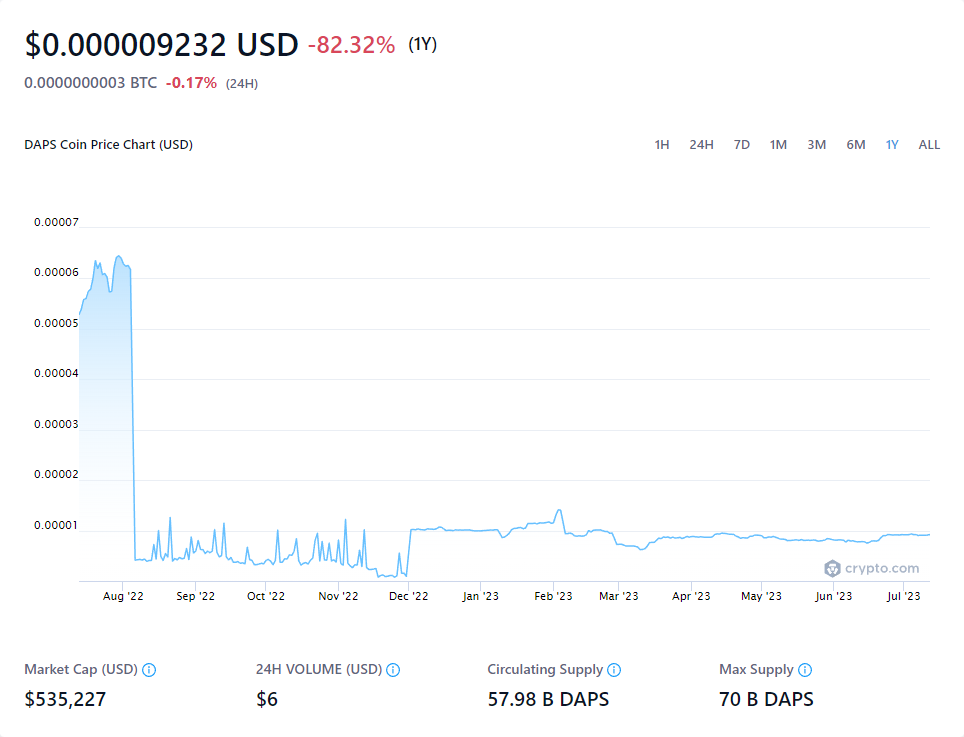 $0.000009232 USD -82.32% (1Y)
0.0000000003 BTC -0.17% (24H)
DAPS Coin Price Chart (USD) 1H 24H 7D 1M 3M 6M 1Y ALL
0.00007
0.00006
0.00005
0.00004
0.00003
0.00002
0.00001
crypto.com
Aug '22 Sep '22 Oct '22 Nov '22 Dec '22 Jan '23 Feb '23 Mar '23 Apr '23 May '23 Jun '23 Jul '23
Market Cap (USD) 24H VOLUME (USD) Circulating Supply Max Supply
$535,227 $6 57.98 B DAPS 70 B DAPS